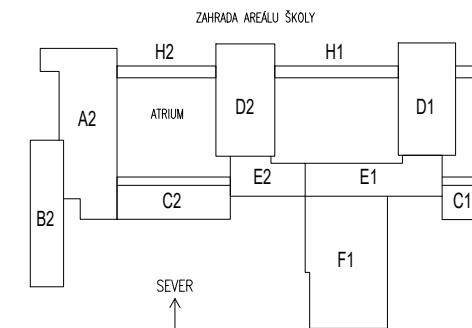 ZAHRADA AREÁLU ŠKOLY
H2
H1
D2
D1
A2
ATRIUM
E2
E1
C2
C1
B2
F1
SEVER